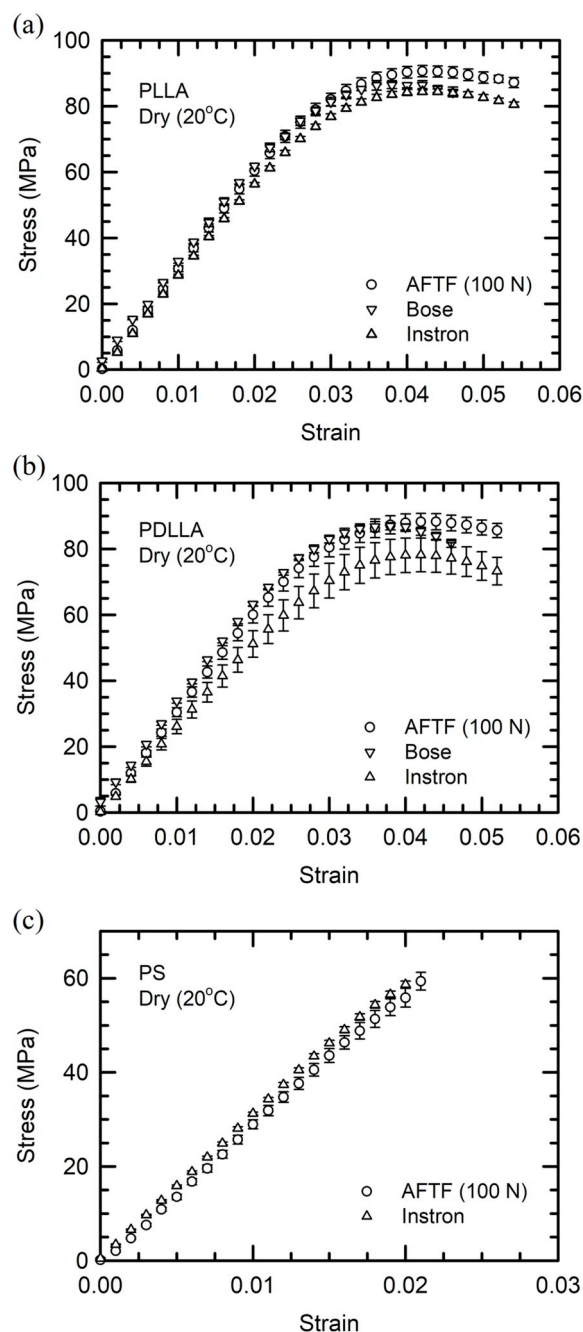 (a)
100
80
60
40
20
0
Stress (MPa)
PLLA
Dry (20°C)
AFTF (100 N)
Bose
Instron
0.00 0.01 0.02 0.03 0.04 0.05 0.06
Strain
(b)
100
80
60
40
20
0
Stress (MPa)
PDLLA
Dry (20°C)
AFTF (100 N)
Bose
Instron
0.00 0.01 0.02 0.03 0.04 0.05 0.06
Strain
(c)
60
40
20
0
Stress (MPa)
PS
Dry (20°C)
AFTF (100 N)
Instron
0.00 0.01 0.02 0.03
Strain